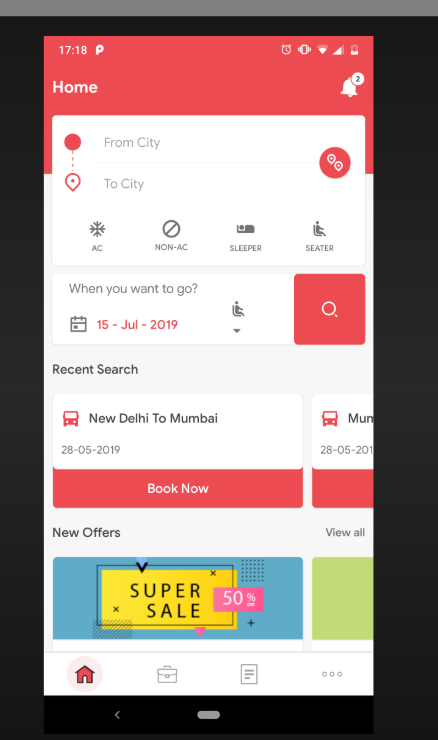 17:18
2
Home
From City
To City
AC
NON-AC
SLEEPER
SEATER
When you want to go?
15 - Jul - 2019
Recent Search
New Delhi To Mumbai
Mum
28-05-2019
28-05-201
Book Now
New Offers
View all
SUPER
SALE
50 %